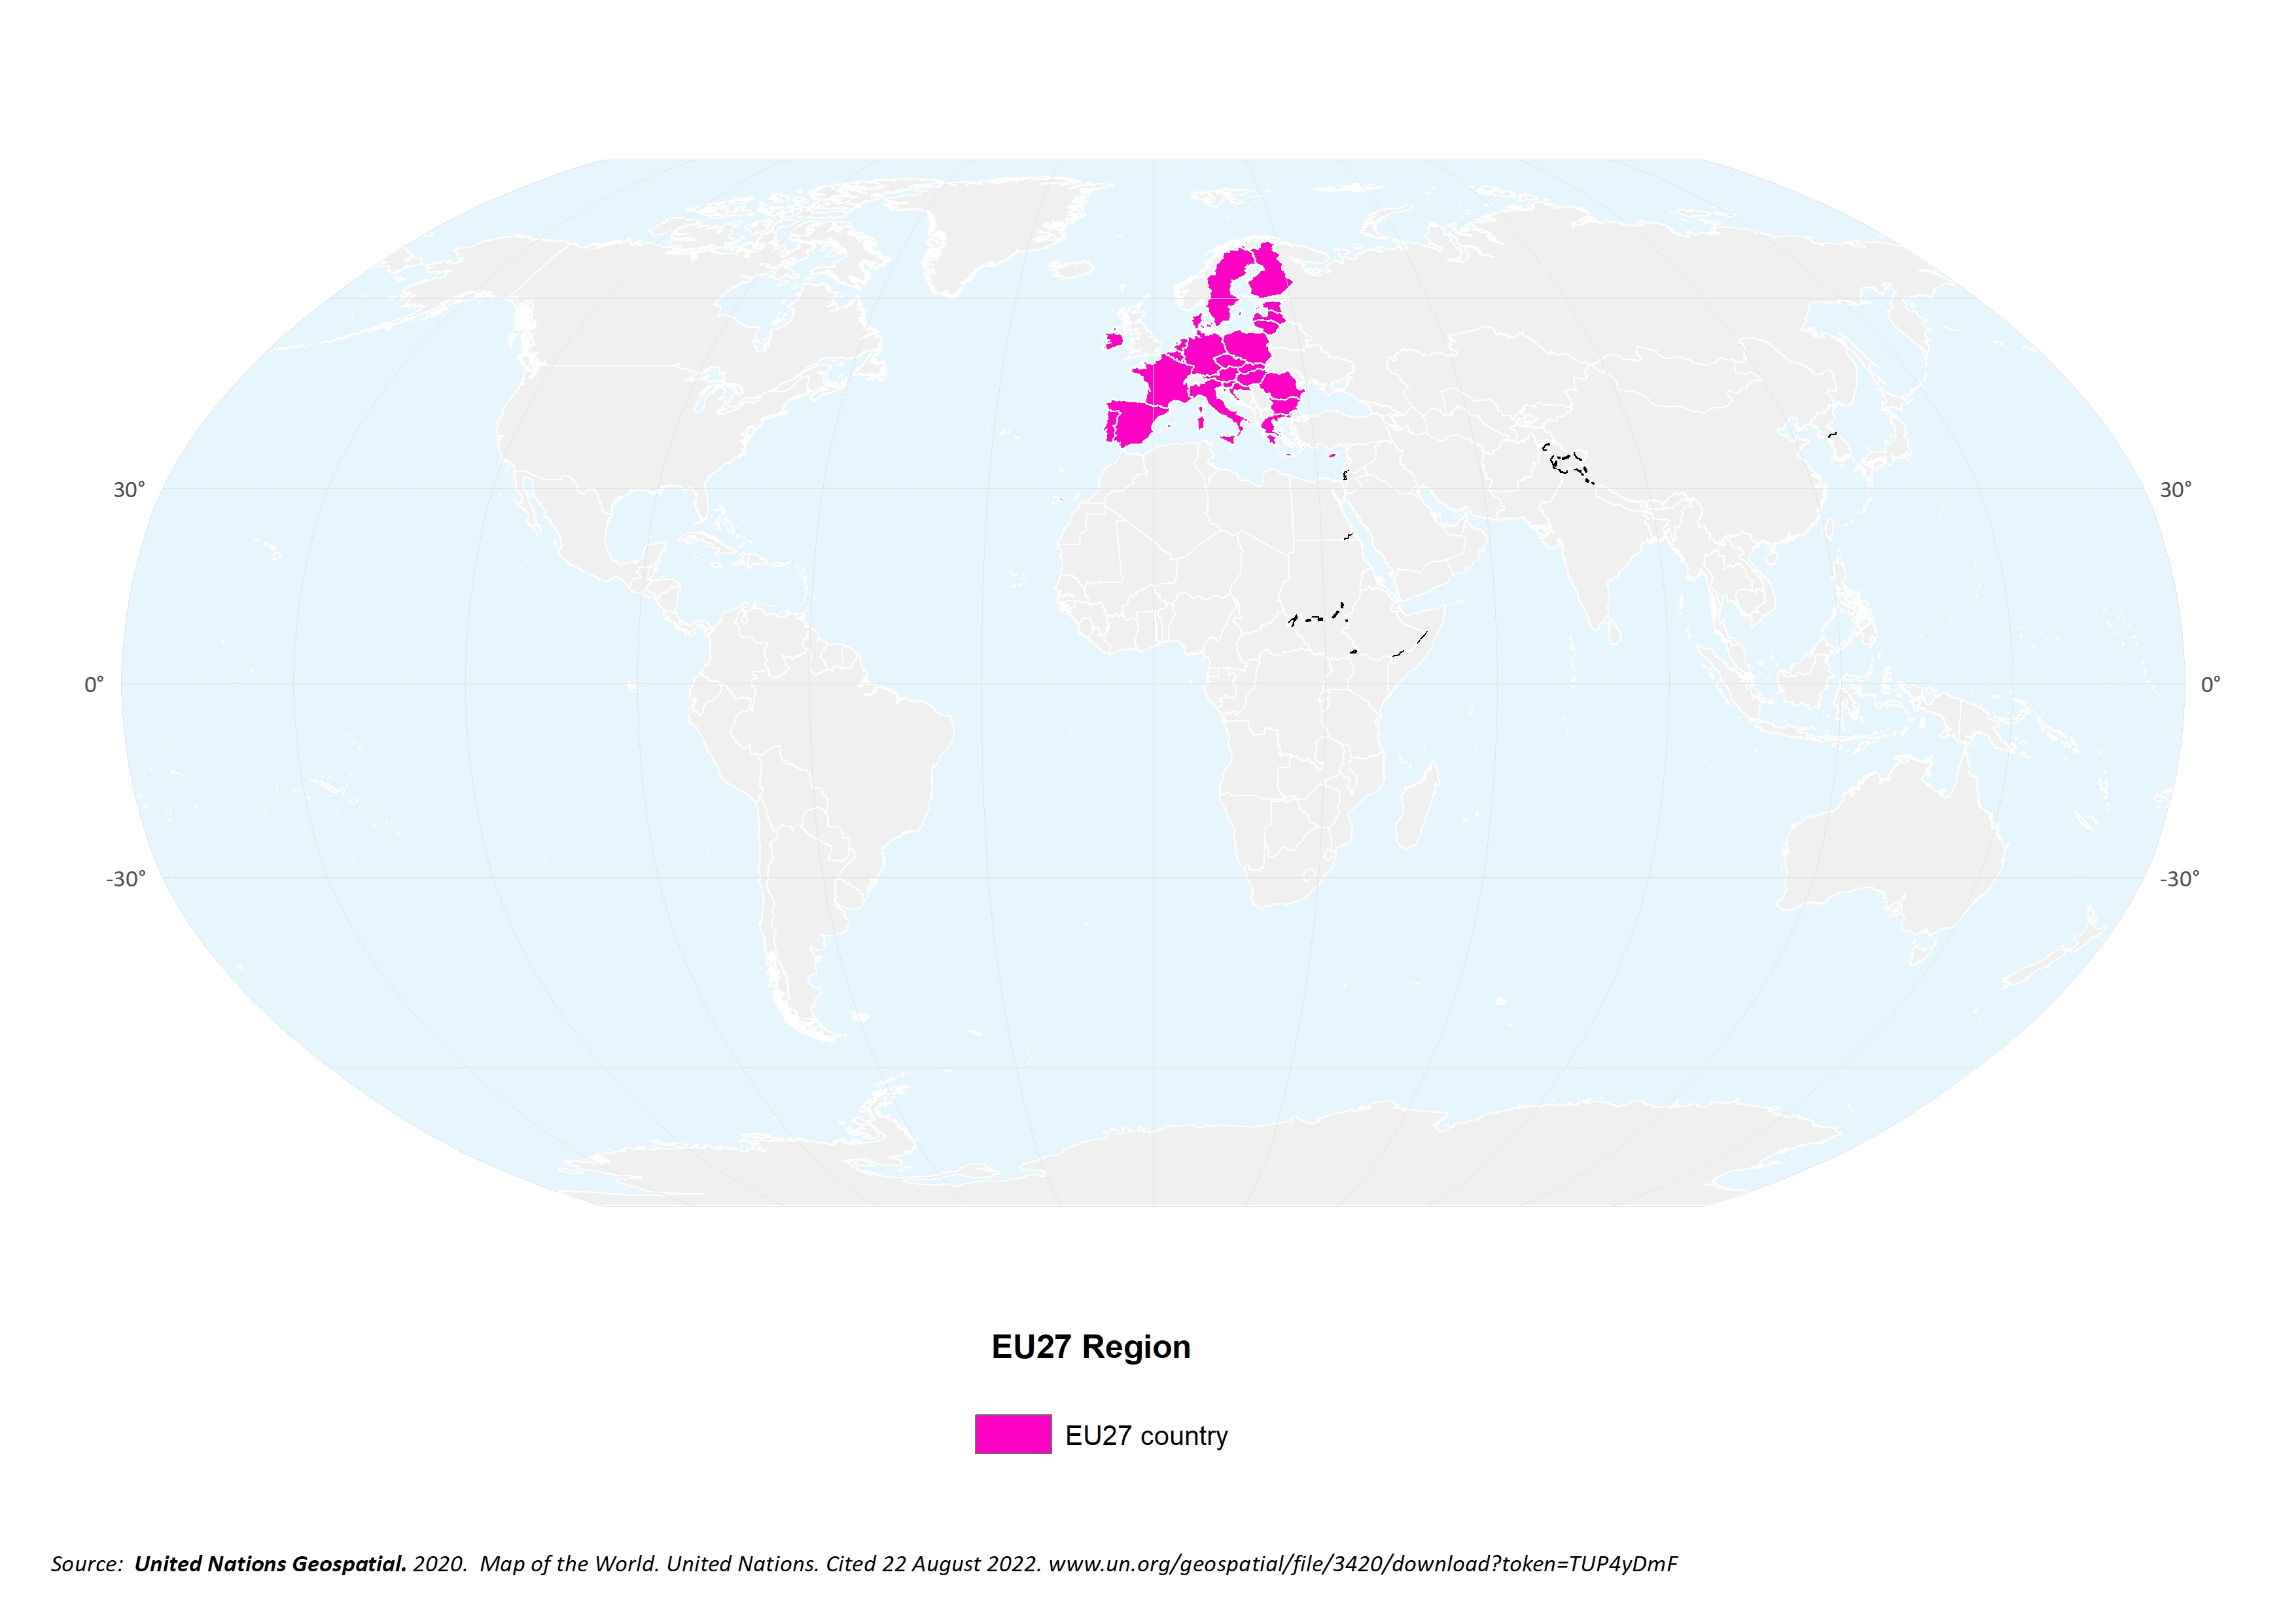 30°
30°
0°
0°
-30°
-30°
EU27 Region
EU27 country
Source:  United Nations Geospatial. 2020.  Map of the World. United Nations. Cited 22 August 2022. www.un.org/geospatial/file/3420/download?token=TUP4yDmF